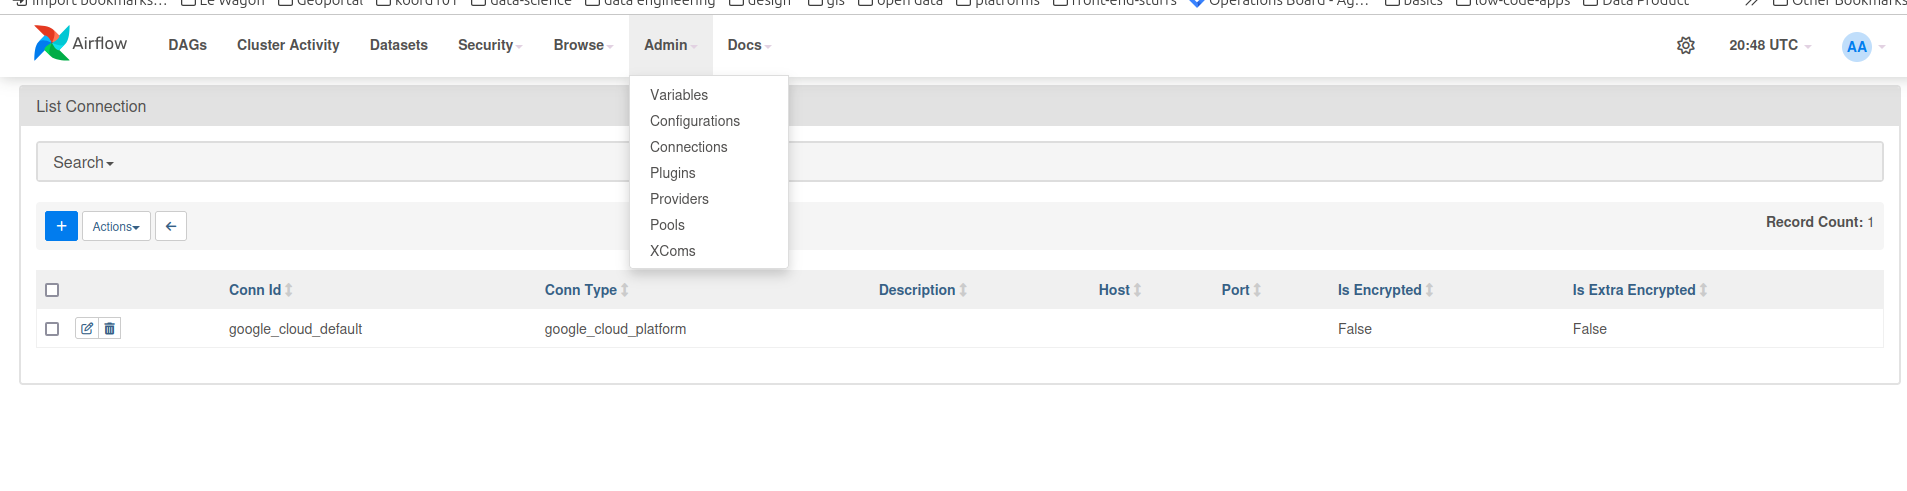 Import bookmarks... Le Wagon Geoportal koord101 data-science data engineering design gis open data platforms front-end-stuffs Operations Board - Ag... basics low-code-apps Data Product Other Bookmarks
Airflow DAGs Cluster Activity Datasets Security Browse Admin Docs 20:48 UTC AA
List Connection
Search
Variables
Configurations
Connections
Plugins
Providers
Pools
XComs
+ Actions Record Count: 1
Conn Id Conn Type Description Host Port Is Encrypted Is Extra Encrypted
google_cloud_default google_cloud_platform False False